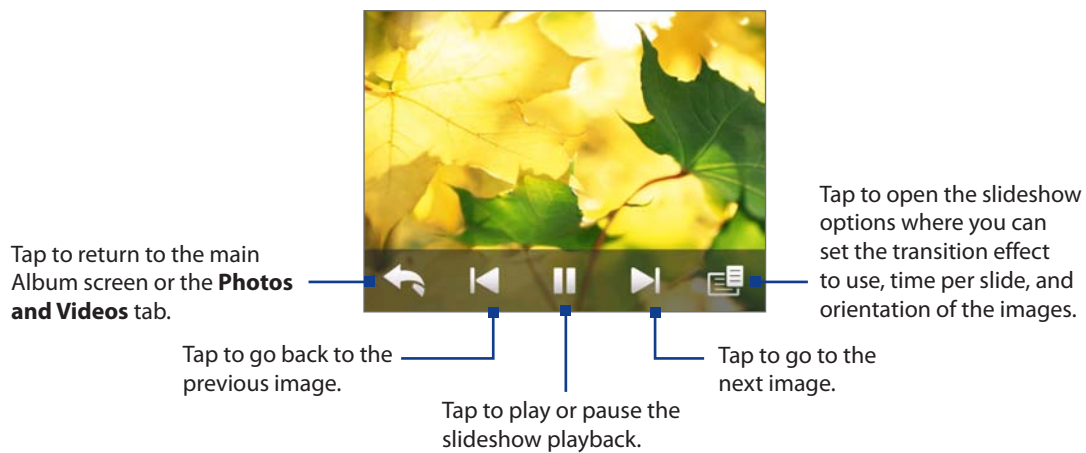 Tap to return to the main
Album screen or the Photos
and Videos tab.
Tap to go back to the
previous image.
Tap to play or pause the
slideshow playback.
Tap to go to the
next image.
Tap to open the slideshow
options where you can
set the transition effect
to use, time per slide, and
orientation of the images.